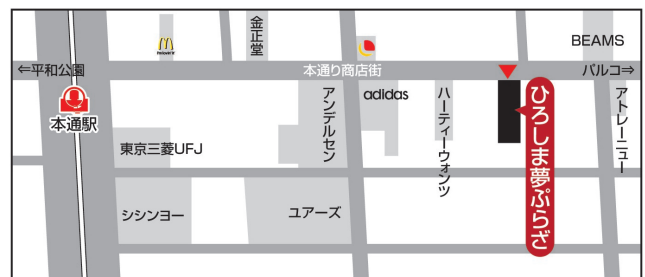 金正堂
BEAMS
McDonald's
⇐平和公園
本通り商店街
パルコ⇒
本通駅
アンデルセン
adidas
ハーティーウォンツ
ひろしま夢ぷらざ
アトレーニュー
東京三菱UFJ
シシンヨー
ユアーズ